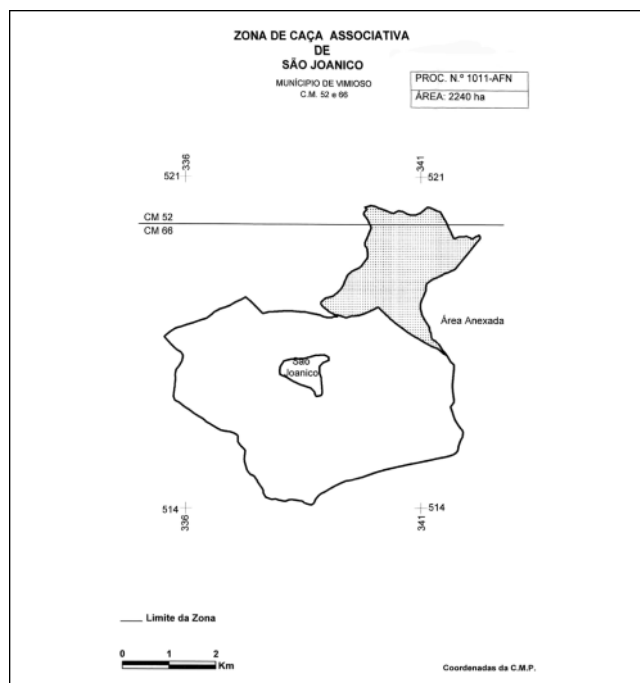 ZONA DE CAÇA ASSOCIATIVA
DE
SÃO JOANICO
MUNÍCIPIO DE VIMIOSO
C.M. 52 e 66
PROC. N.º 1011-AFN
ÁREA: 2240 ha
336
341
521
521
CM 52
CM 66
Área Anexada
São
Joanico
514
514
336
341
Limite da Zona
0 1 2
Km
Coordenadas da C.M.P.